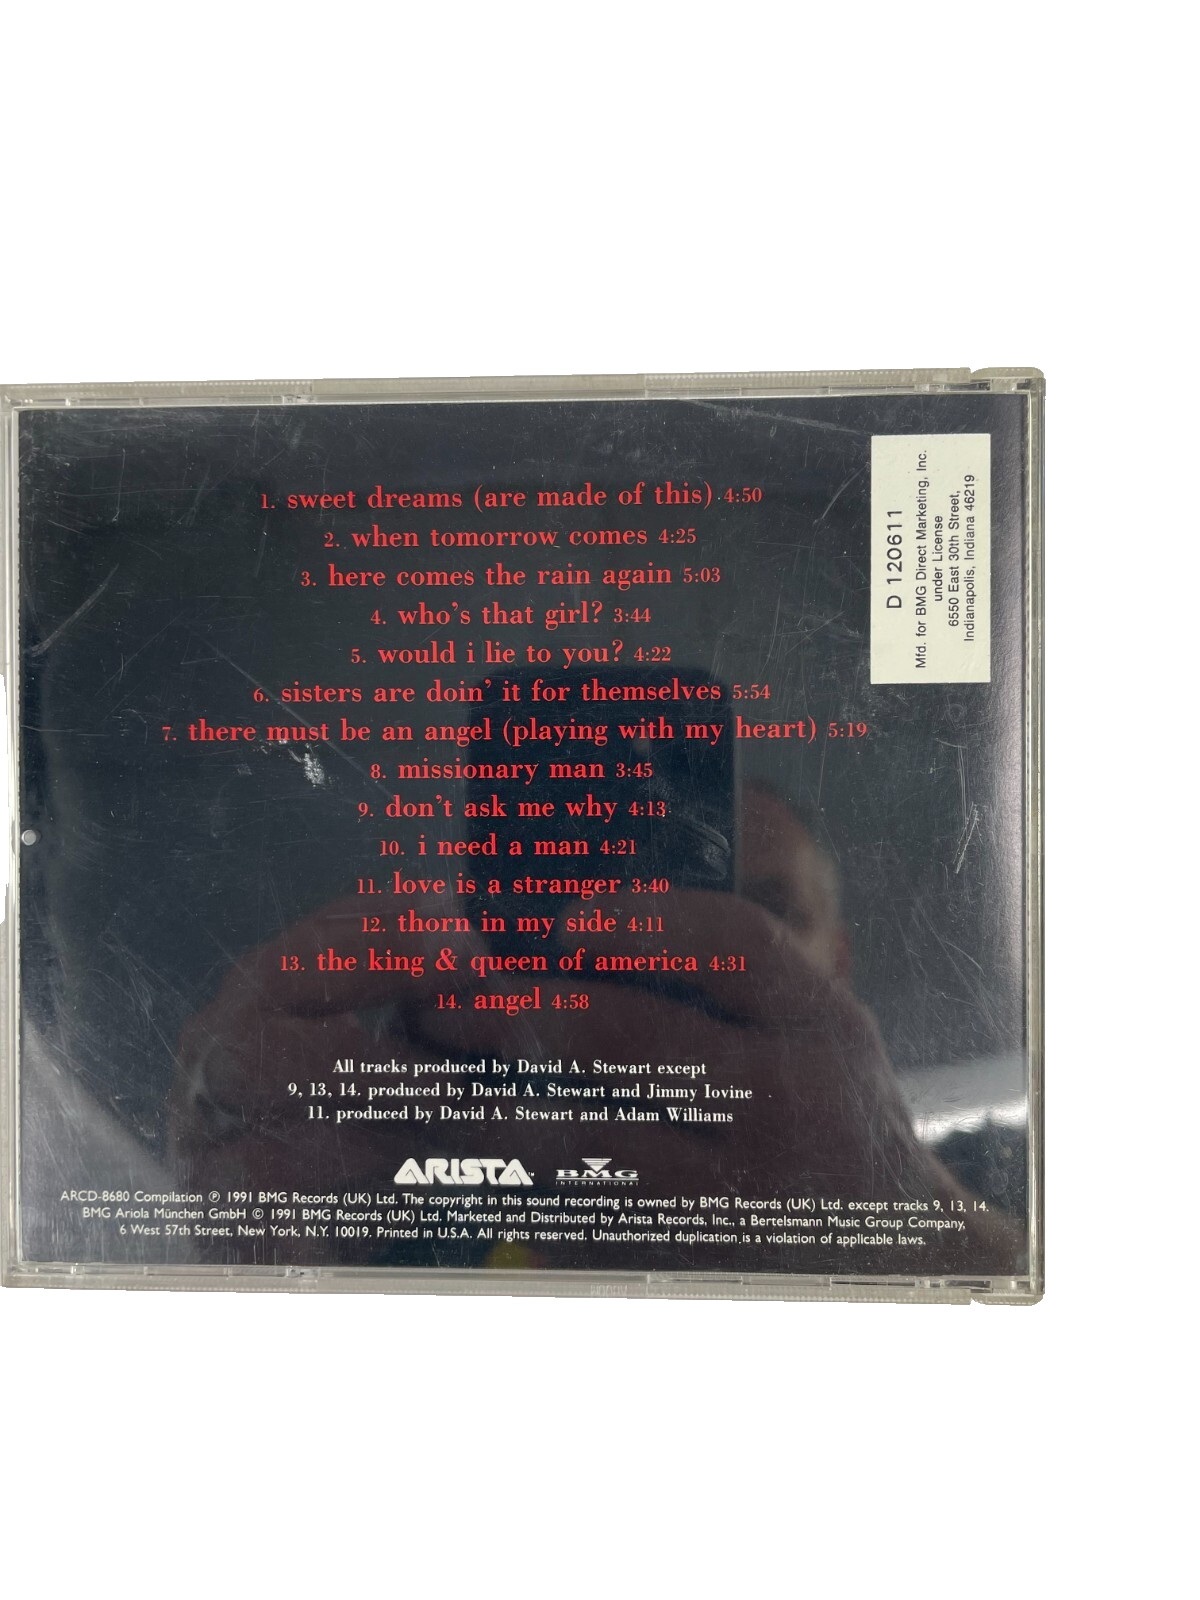 1. sweet dreams (are made of this) 4:50
2. when tomorrow comes 4:25
3. here comes the rain again 5:03
4. who's that girl? 3:44
5. would i lie to you? 4:22
6. sisters are doin' it for themselves 5:54
7. there must be an angel (playing with my heart) 5:19
8. missionary man 3:45
9. don't ask me why 4:13
10. i need a man 4:21
11. love is a stranger 3:40
12. thorn in my side 4:11
13. the king & queen of america 4:31
14. angel 4:58
All tracks produced by David A. Stewart except
9, 13, 14. produced by David A. Stewart and Jimmy Iovine
11. produced by David A. Stewart and Adam Williams
ARISTA™ BMG
INTERNATIONAL
ARCD-8680 Compilation ℗ 1991 BMG Records (UK) Ltd. The copyright in this sound recording is owned by BMG Records (UK) Ltd. except tracks 9, 13, 14.
BMG Ariola München GmbH © 1991 BMG Records (UK) Ltd. Marketed and Distributed by Arista Records, Inc., a Bertelsmann Music Group Company,
6 West 57th Street, New York, N.Y. 10019. Printed in U.S.A. All rights reserved. Unauthorized duplication is a violation of applicable laws.
D 120611
Mfd. for BMG Direct Marketing, Inc.
under License
6550 East 30th Street,
Indianapolis, Indiana 46219